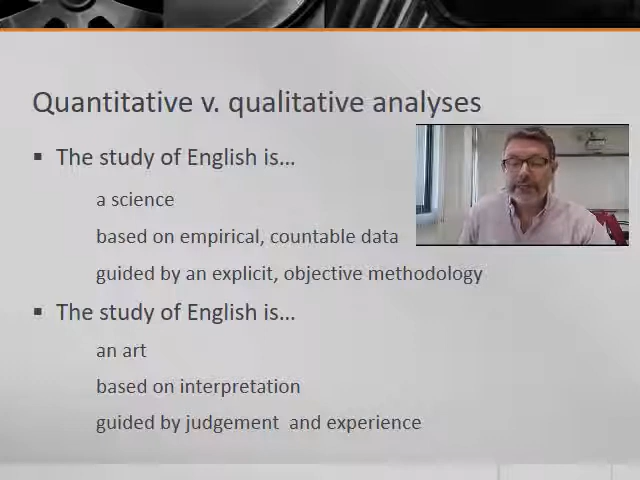 Quantitative v. qualitative analyses
The study of English is...
a science
based on empirical, countable data
guided by an explicit, objective methodology
The study of English is...
an art
based on interpretation
guided by judgement and experience